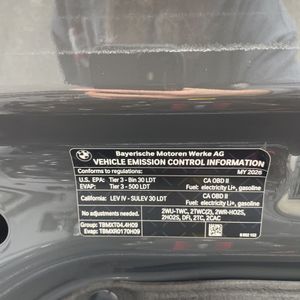 Bayerische Motoren Werke AG
VEHICLE EMISSION CONTROL INFORMATION
Conforms to regulations: MY 2026
U.S. EPA: Tier 3 - Bin 30 LDT CA OBD II
EVAP: Tier 3 - 500 LDT Fuel: electricity Li+, gasoline
California: LEV IV - SULEV 30 LDT CA OBD II
Fuel: electricity Li+, gasoline
No adjustments needed.
Group: TBMXT04.4H09 2WU-TWC, 2TWC(2), 2WR-HO2S,
Evap: TBMXR0170H09 2HO2S, DFI, 2TC, 2CAC